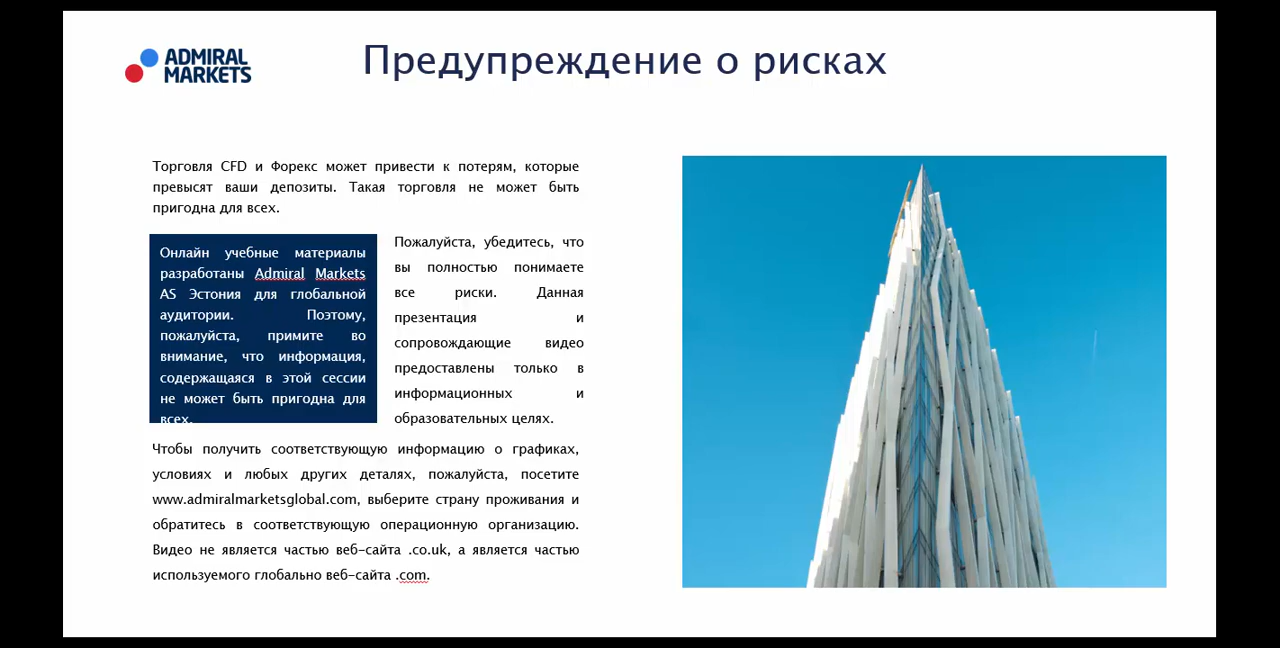 ADMIRAL
MARKETS
Предупреждение о рисках
Торговля CFD и Форекс может привести к потерям, которые
превысят ваши депозиты. Такая торговля не может быть
пригодна для всех.
Онлайн учебные материалы
разработаны Admiral Markets
AS Эстония для глобальной
аудитории. Поэтому,
пожалуйста, примите во
внимание, что информация,
содержащаяся в этой сессии
не может быть пригодна для
всех.
Пожалуйста, убедитесь, что
вы полностью понимаете
все риски. Данная
презентация и
сопровождающие видео
предоставлены только в
информационных и
образовательных целях.
Чтобы получить соответствующую информацию о графиках,
условиях и любых других деталях, пожалуйста, посетите
www.admiralmarketsglobal.com, выберите страну проживания и
обратитесь в соответствующую операционную организацию.
Видео не является частью веб-сайта .co.uk, а является частью
используемого глобально веб-сайта .com.